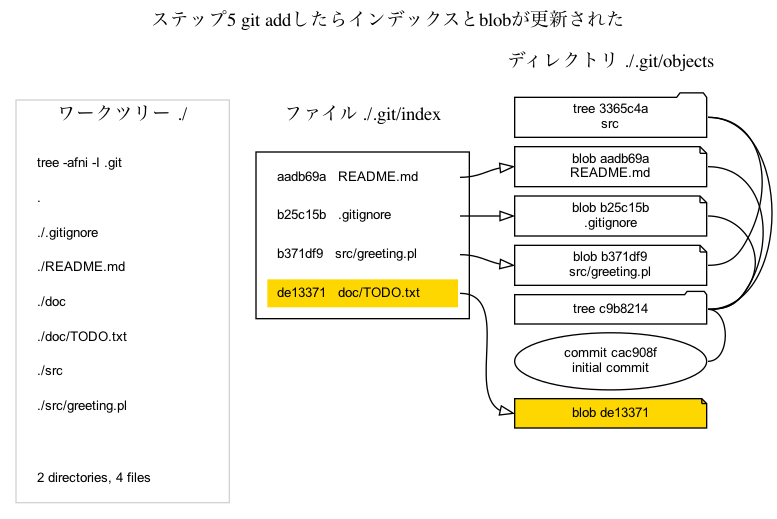 ステップ5 git addしたらインデックスとblobが更新された
ワークツリー ./
tree -afni -I .git
.
./.gitignore
./README.md
./doc
./doc/TODO.txt
./src
./src/greeting.pl
2 directories, 4 files
ファイル ./.git/index
aadb69a README.md
b25c15b .gitignore
b371df9 src/greeting.pl
de13371 doc/TODO.txt
ディレクトリ ./.git/objects
tree 3365c4a
src
blob aadb69a
README.md
blob b25c15b
.gitignore
blob b371df9
src/greeting.pl
tree c9b8214
commit cac908f
initial commit
blob de13371